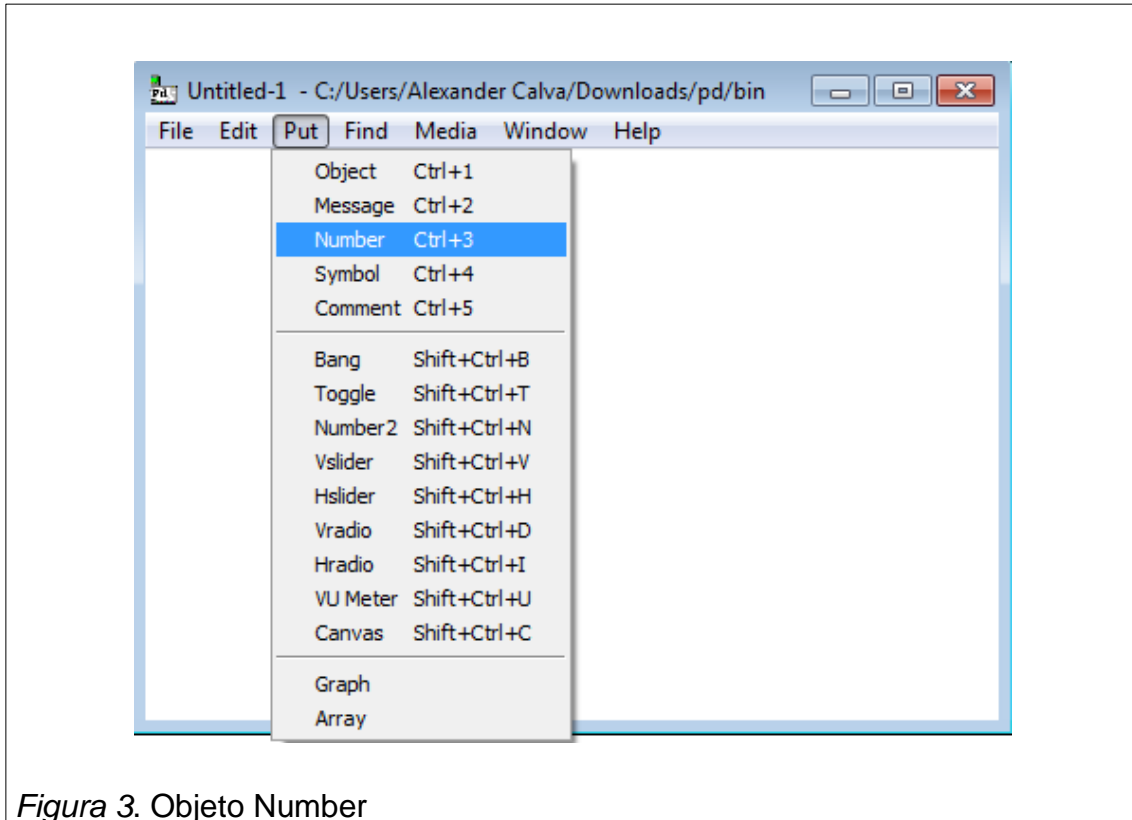 Untitled-1 - C:/Users/Alexander Calva/Downloads/pd/bin
File Edit Put Find Media Window Help
Object Ctrl+1
Message Ctrl+2
Number Ctrl+3
Symbol Ctrl+4
Comment Ctrl+5
Bang Shift+Ctrl+B
Toggle Shift+Ctrl+T
Number2 Shift+Ctrl+N
Vslider Shift+Ctrl+V
Hslider Shift+Ctrl+H
Vradio Shift+Ctrl+D
Hradio Shift+Ctrl+I
VU Meter Shift+Ctrl+U
Canvas Shift+Ctrl+C
Graph
Array
Figura 3. Objeto Number